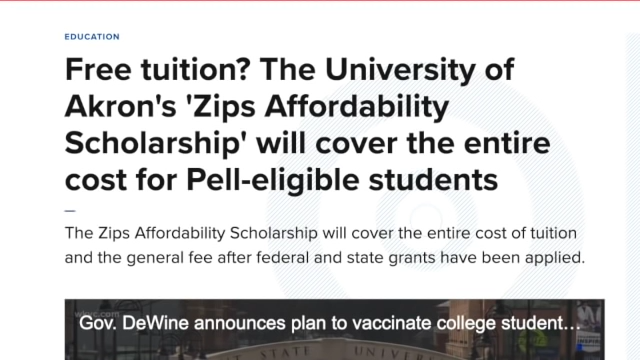 EDUCATION
Free tuition? The University of
Akron's 'Zips Affordability
Scholarship' will cover the entire
cost for Pell-eligible students
The Zips Affordability Scholarship will cover the entire cost of tuition
and the general fee after federal and state grants have been applied.
Gov. DeWine announces plan to vaccinate college student...
STATE UNIVER